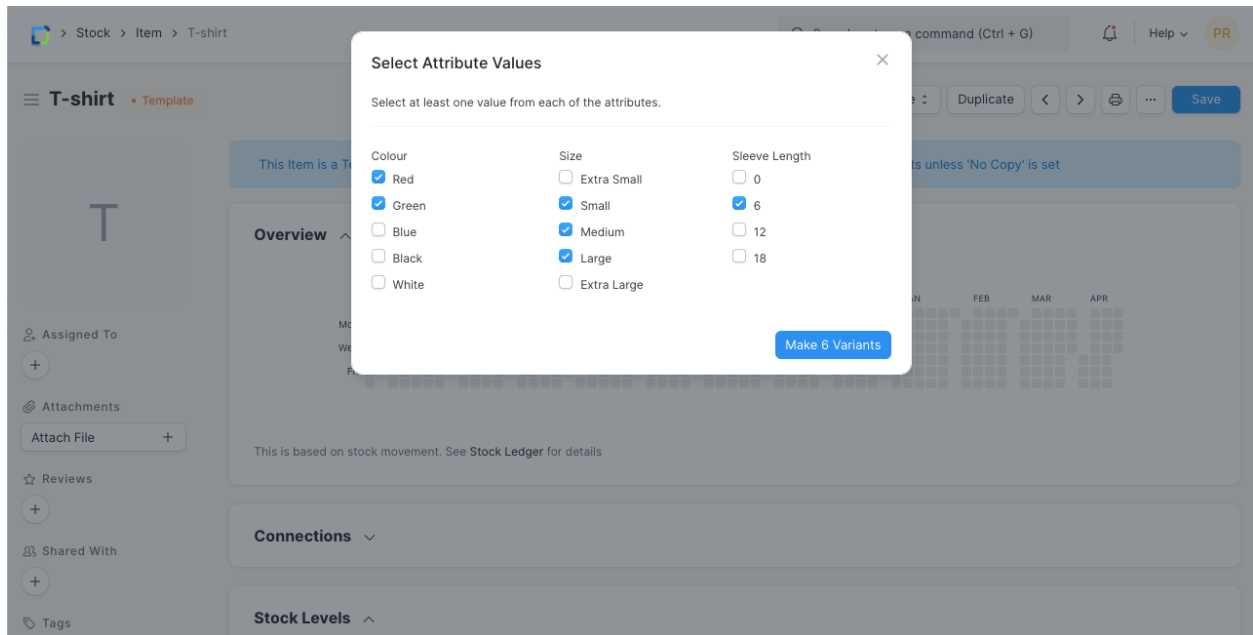 Stock > Item > T-shirt
command (Ctrl + G)
Help
PR
T-shirt
• Template
Duplicate
...
Save
Select Attribute Values
Select at least one value from each of the attributes.
Colour
Red
Green
Blue
Black
White
Size
Extra Small
Small
Medium
Large
Extra Large
Sleeve Length
0
6
12
18
Make 6 Variants
This Item is a
unless 'No Copy' is set
T
Overview
FEB MAR APR
This is based on stock movement. See Stock Ledger for details
Assigned To
Attachments
Attach File
Reviews
Shared With
Tags
Connections
Stock Levels